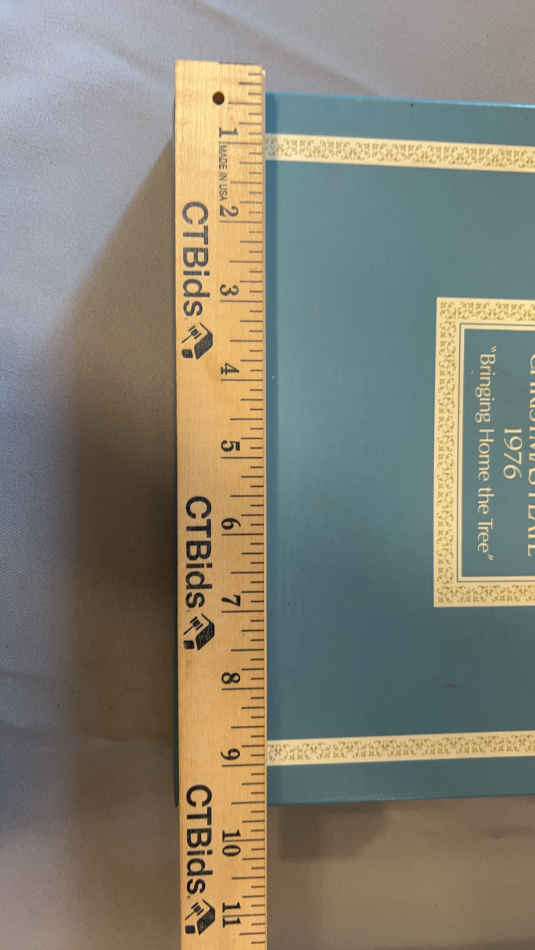 1 2 3 4 5 6 7 8 9 10 11
MADE IN USA
CTBids
CTBids
CTBids
1976
"Bringing Home the Tree"